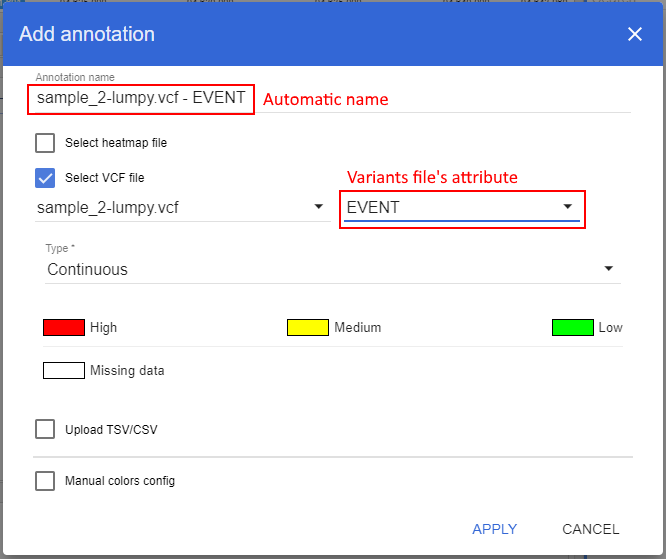 Add annotation
Annotation name
sample_2-lumpy.vcf - EVENT
Automatic name
Select heatmap file
Select VCF file
Variants file's attribute
sample_2-lumpy.vcf
EVENT
Type *
Continuous
High
Medium
Low
Missing data
Upload TSV/CSV
Manual colors config
APPLY
CANCEL